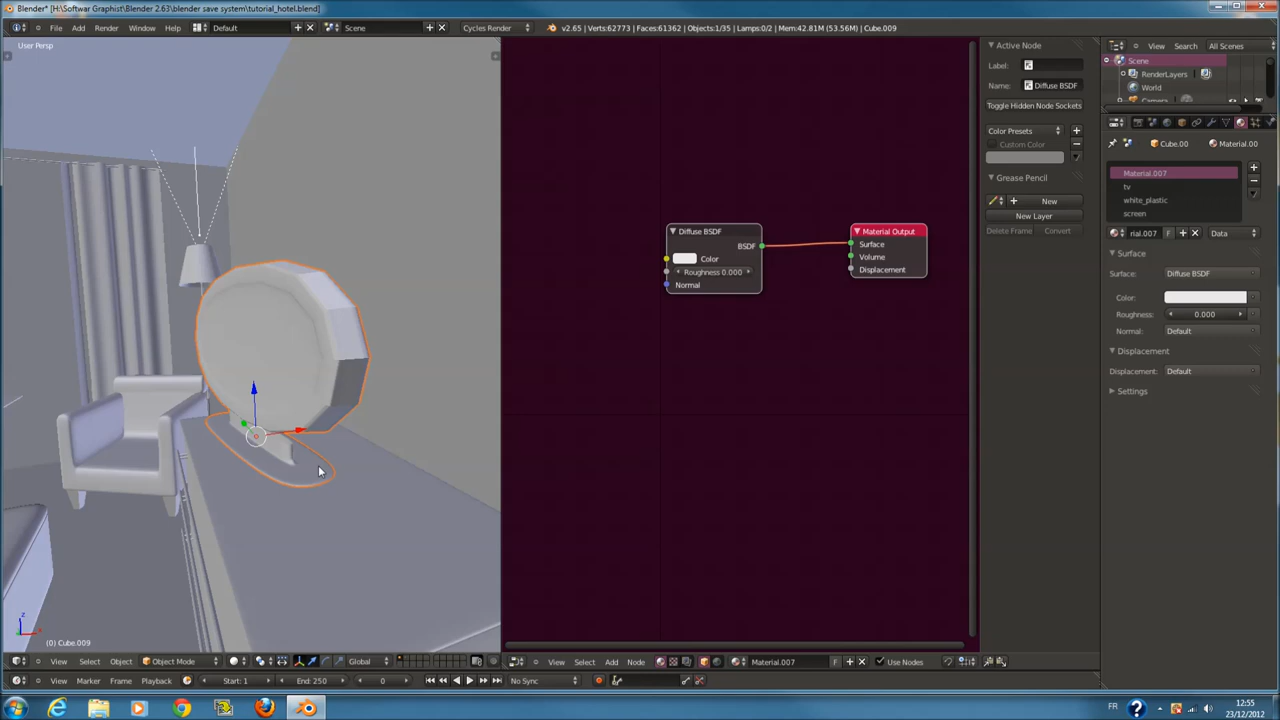 Blender* [H:\Softwar Graphist\Blender 2.63\blender save system\tutorial_hotel.blend]
File Add Render Window Help Default Scene Cycles Render v2.65 | Verts:62773 | Faces:61362 | Objects:1/35 | Lamps:0/2 | Mem:42.81M (53.56M) | Cube.009
User Persp
Active Node
Label:
Name: Diffuse BSDF
Toggle Hidden Node Sockets
Color Presets
Custom Color
Grease Pencil
New
New Layer
Delete Frame Convert
View Search All Scenes
Scene
RenderLayers
World
Camera
Cube.00 Material.00
Material.007
tv
white_plastic
screen
rial.007 F Data
Surface
Surface: Diffuse BSDF
Color:
Roughness: 0.000
Normal: Default
Displacement
Displacement: Default
Settings
Diffuse BSDF
BSDF
Color
Roughness 0.000
Normal
Material Output
Surface
Volume
Displacement
z
(0) Cube.009
View Select Object Object Mode Global
View Select Add Node Material.007 F Use Nodes
View Marker Frame Playback Start: 1 End: 250 0 No Sync
FR 12:55
23/12/2012